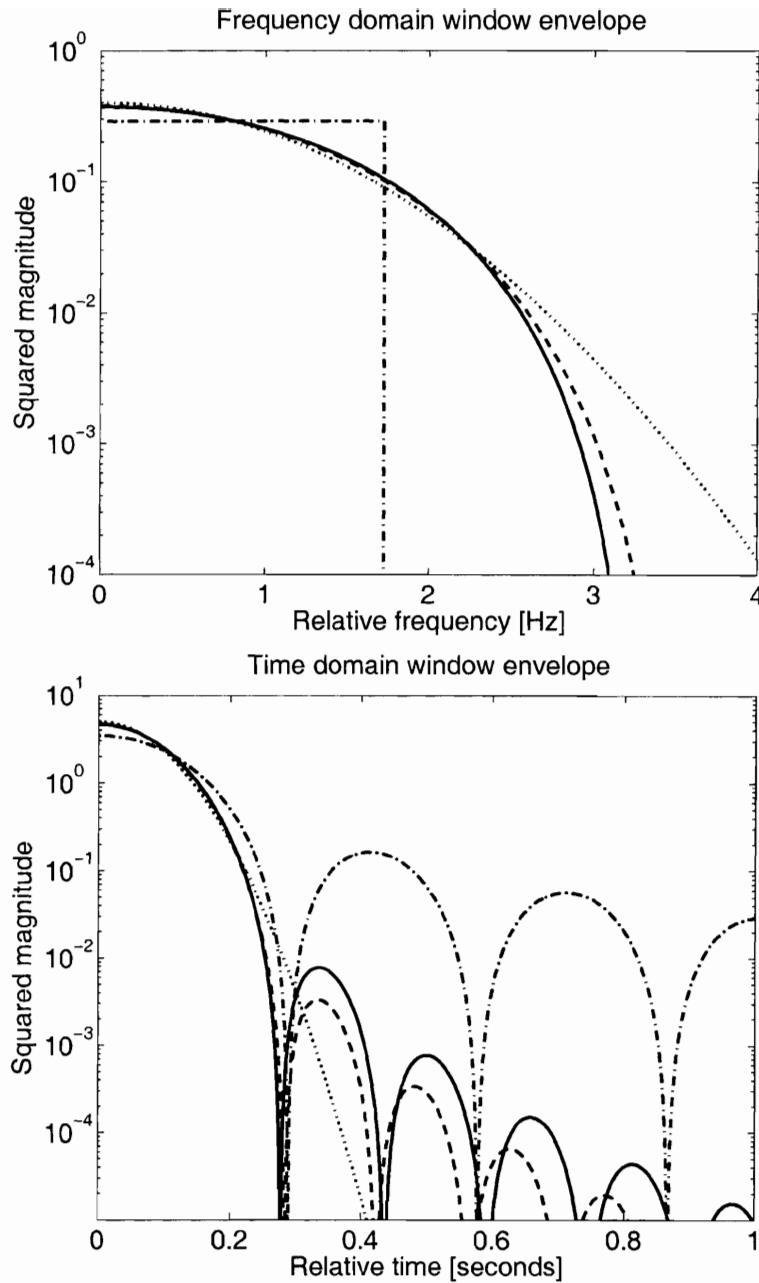 Frequency domain window envelope
10^0
10^-1
10^-2
10^-3
10^-4
Squared magnitude
0 1 2 3 4
Relative frequency [Hz]
Time domain window envelope
10^1
10^0
10^-1
10^-2
10^-3
10^-4
Squared magnitude
0 0.2 0.4 0.6 0.8 1
Relative time [seconds]